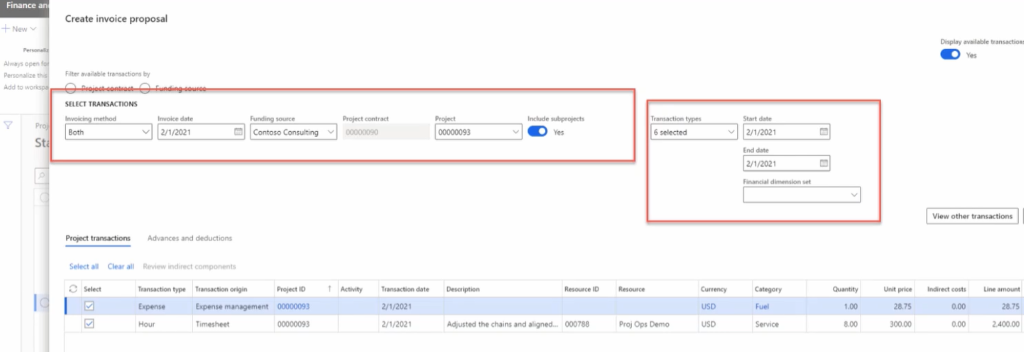 Finance and
Create invoice proposal
+ New
Display available transactions
Yes
Personalis
Always open for
Personalize this
Add to workspa
Filter available transactions by
Project contract Funding source
SELECT TRANSACTIONS
Invoicing method Invoice date Funding source Project contract Project Include subprojects
Both 2/1/2021 Contoso Consulting 00000090 00000093 Yes
Transaction types Start date
6 selected 2/1/2021
End date
2/1/2021
Financial dimension set
Proj
Sta
View other transactions
Project transactions Advances and deductions
Select all Clear all Review indirect components
Select Transaction type Transaction origin Project ID ↑ Activity Transaction date Description Resource ID Resource Currency Category Quantity Unit price Indirect costs Line amount
Expense Expense management 00000093 2/1/2021 USD Fuel 1.00 28.75 0.00 28.75
Hour Timesheet 00000093 2/1/2021 Adjusted the chains and aligned... 000788 Proj Ops Demo USD Service 8.00 300.00 0.00 2,400.00